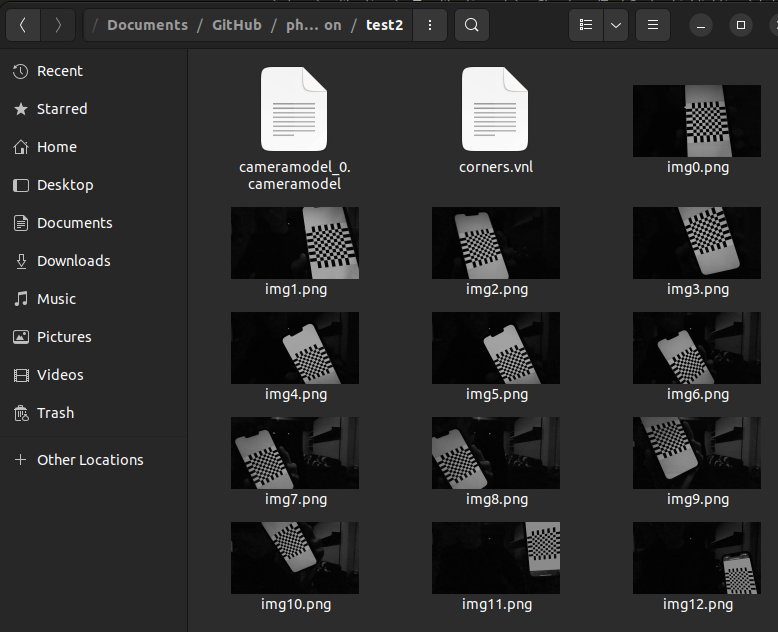 / Documents / GitHub / ph... on / test2
Recent
Starred
Home
Desktop
Documents
Downloads
Music
Pictures
Videos
Trash
Other Locations
cameramodel_0.
cameramodel
corners.vnl
img0.png
img1.png
img2.png
img3.png
img4.png
img5.png
img6.png
img7.png
img8.png
img9.png
img10.png
img11.png
img12.png